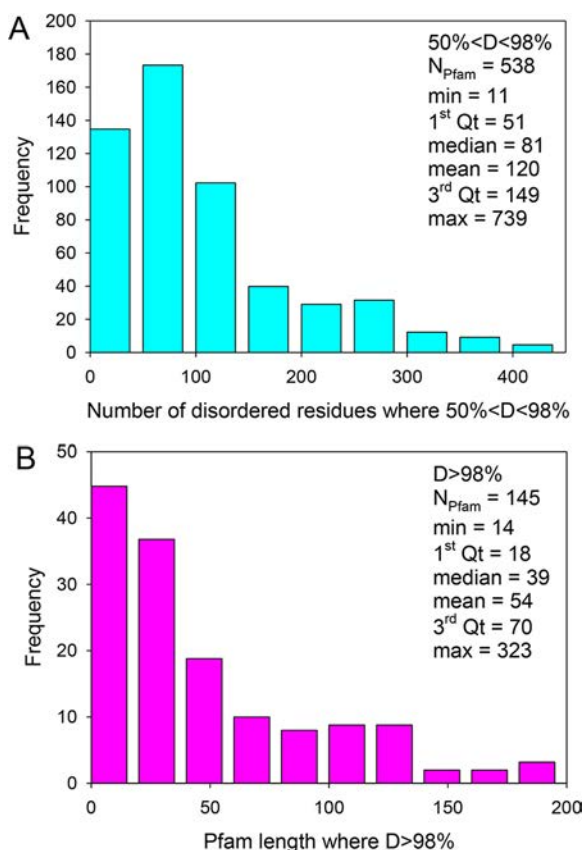 A
50%<D<98%
N_Pfam = 538
min = 11
1st Qt = 51
median = 81
mean = 120
3rd Qt = 149
max = 739
Frequency
200
180
160
140
120
100
80
60
40
20
0
0 100 200 300 400
Number of disordered residues where 50%<D<98%
B
D>98%
N_Pfam = 145
min = 14
1st Qt = 18
median = 39
mean = 54
3rd Qt = 70
max = 323
Frequency
50
40
30
20
10
0
0 50 100 150 200
Pfam length where D>98%